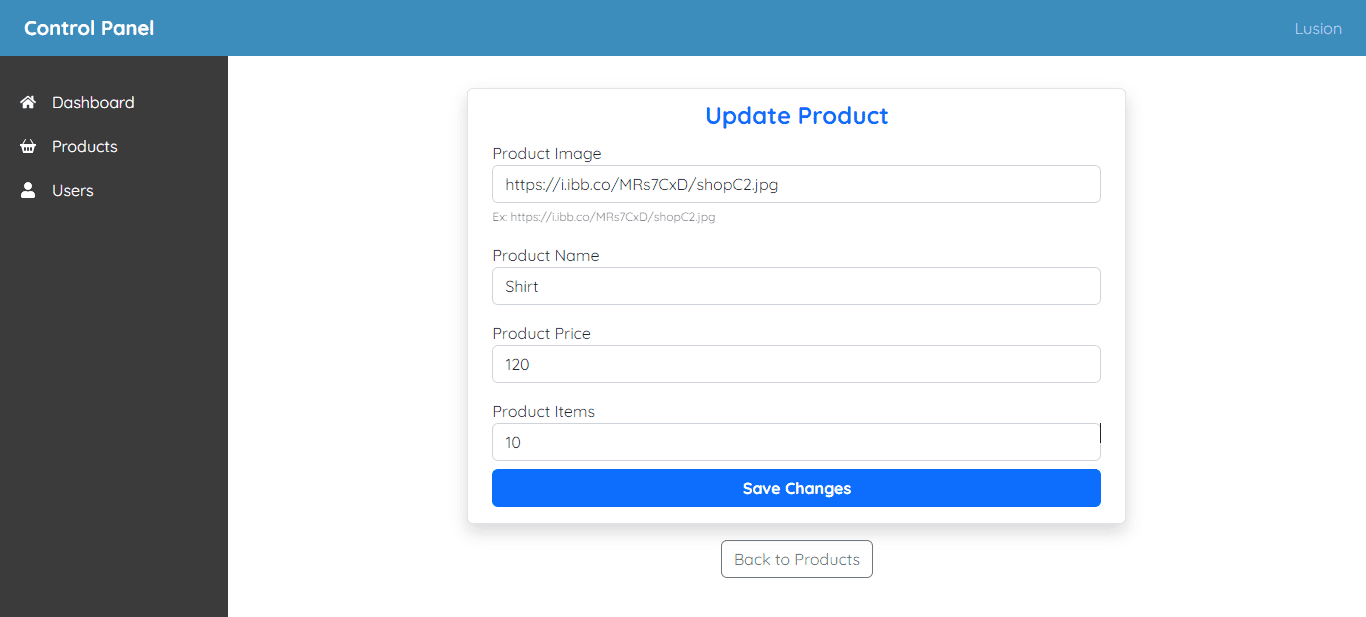 Control Panel
Lusion
Dashboard
Products
Users
Update Product
Product Image
https://i.ibb.co/MRs7CxD/shopC2.jpg
Ex: https://i.ibb.co/MRs7CxD/shopC2.jpg
Product Name
Shirt
Product Price
120
Product Items
10
Save Changes
Back to Products